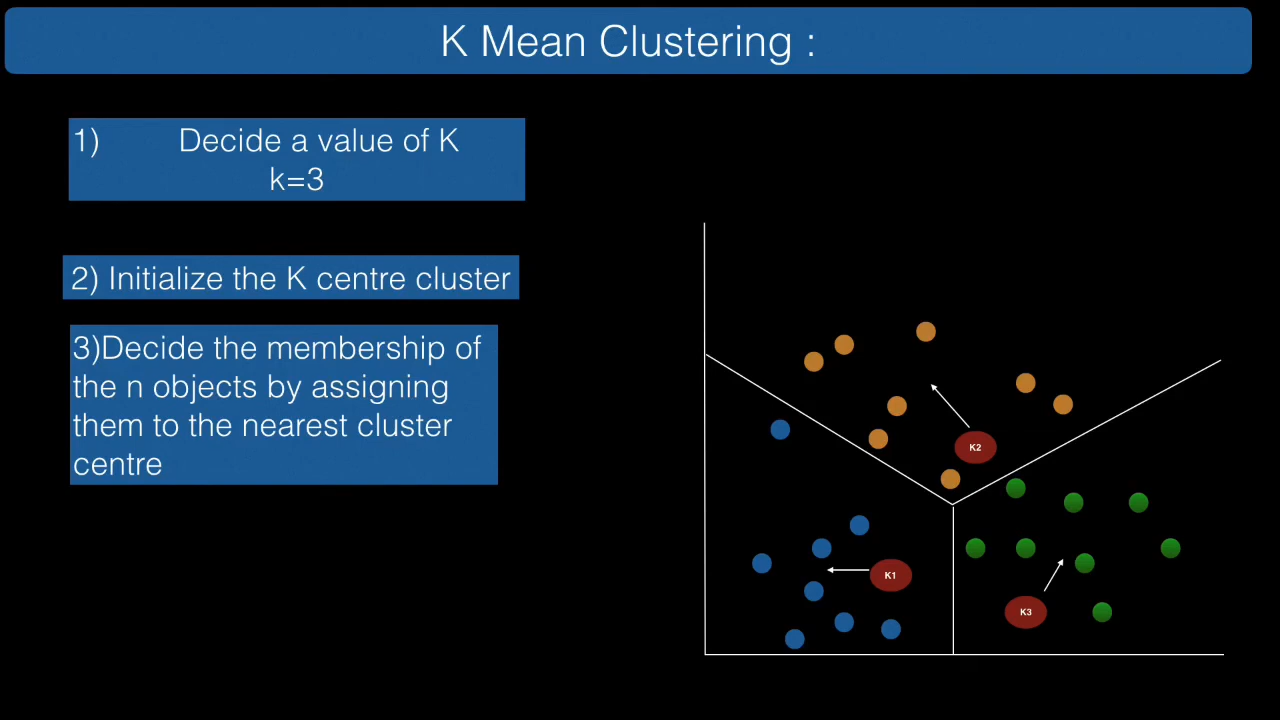 K Mean Clustering :
1) Decide a value of K
k=3
2) Initialize the K centre cluster
3)Decide the membership of
the n objects by assigning
them to the nearest cluster
centre
K2
K1
K3